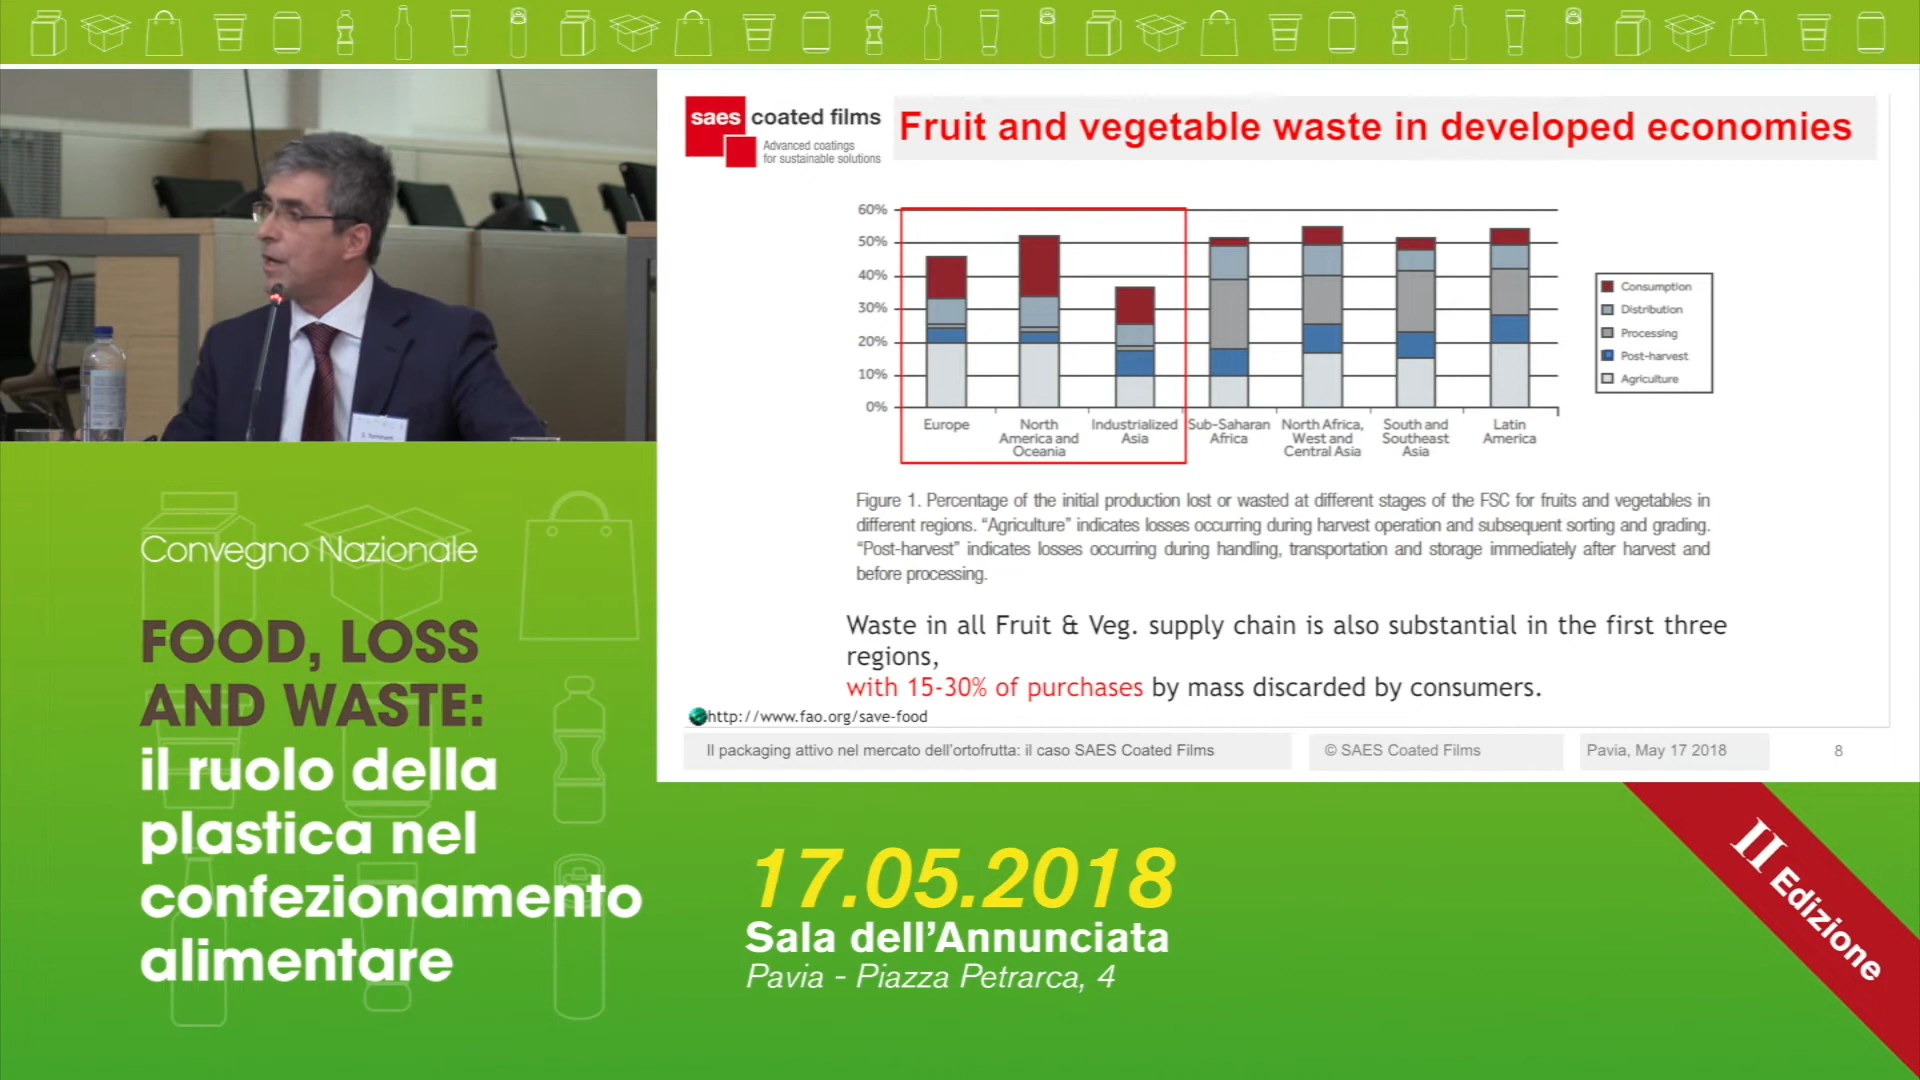 saes coated films
Advanced coatings
for sustainable solutions
Fruit and vegetable waste in developed economies
60%
50%
40%
30%
20%
10%
0%
Europe
North
America and
Oceania
Industrialized
Asia
Sub-Saharan
Africa
North Africa,
West and
Central Asia
South and
Southeast
Asia
Latin
America
Consumption
Distribution
Processing
Post-harvest
Agriculture
Figure 1. Percentage of the initial production lost or wasted at different stages of the FSC for fruits and vegetables in
different regions. “Agriculture” indicates losses occurring during harvest operation and subsequent sorting and grading.
“Post-harvest” indicates losses occurring during handling, transportation and storage immediately after harvest and
before processing.
Waste in all Fruit & Veg. supply chain is also substantial in the first three
regions,
with 15-30% of purchases by mass discarded by consumers.
http://www.fao.org/save-food
Il packaging attivo nel mercato dell'ortofrutta: il caso SAES Coated Films
© SAES Coated Films
Pavia, May 17 2018
8
Convegno Nazionale
FOOD, LOSS
AND WASTE:
il ruolo della
plastica nel
confezionamento
alimentare
17.05.2018
Sala dell'Annunciata
Pavia - Piazza Petrarca, 4
II Edizione